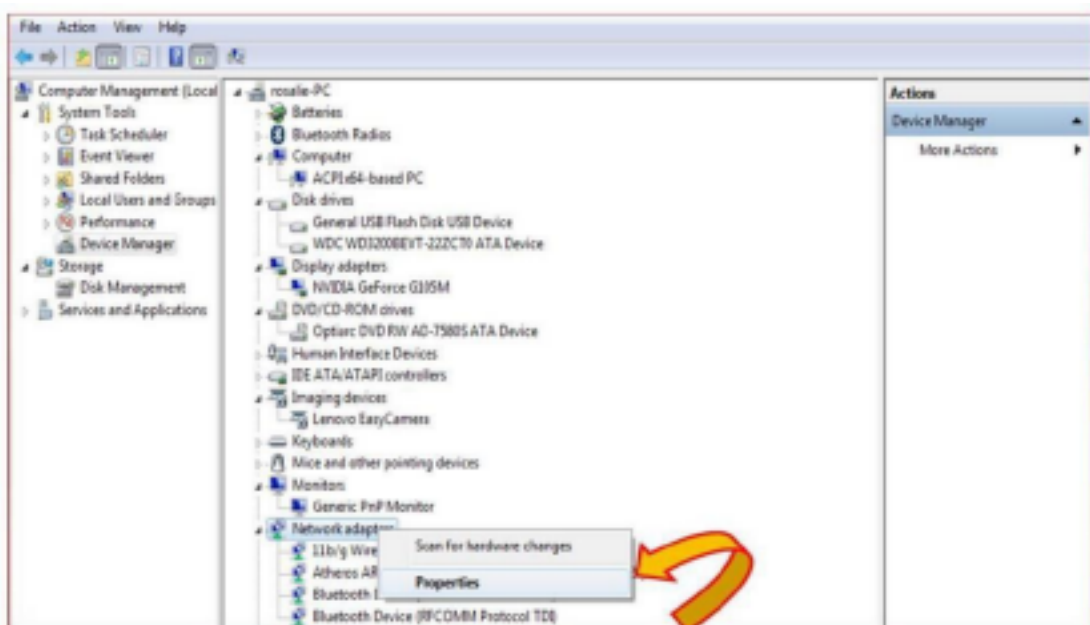 File Action View Help
Computer Management (Local
System Tools
Task Scheduler
Event Viewer
Shared Folders
Local Users and Groups
Performance
Device Manager
Storage
Disk Management
Services and Applications
rosalie-PC
Batteries
Bluetooth Radios
Computer
ACPI x64-based PC
Disk drives
General USB Flash Disk USB Device
WDC WD3200BEVT-22ZCT0 ATA Device
Display adapters
NVIDIA GeForce G105M
DVD/CD-ROM drives
Optiarc DVD RW AD-7580S ATA Device
Human Interface Devices
IDE ATA/ATAPI controllers
Imaging devices
Lenovo EasyCamera
Keyboards
Mice and other pointing devices
Monitors
Generic PnP Monitor
Network adapter
11b/g Wire
Atheros AR
Bluetooth
Bluetooth Device (RFCOMM Protocol TDI)
Scan for hardware changes
Properties
Actions
Device Manager
More Actions